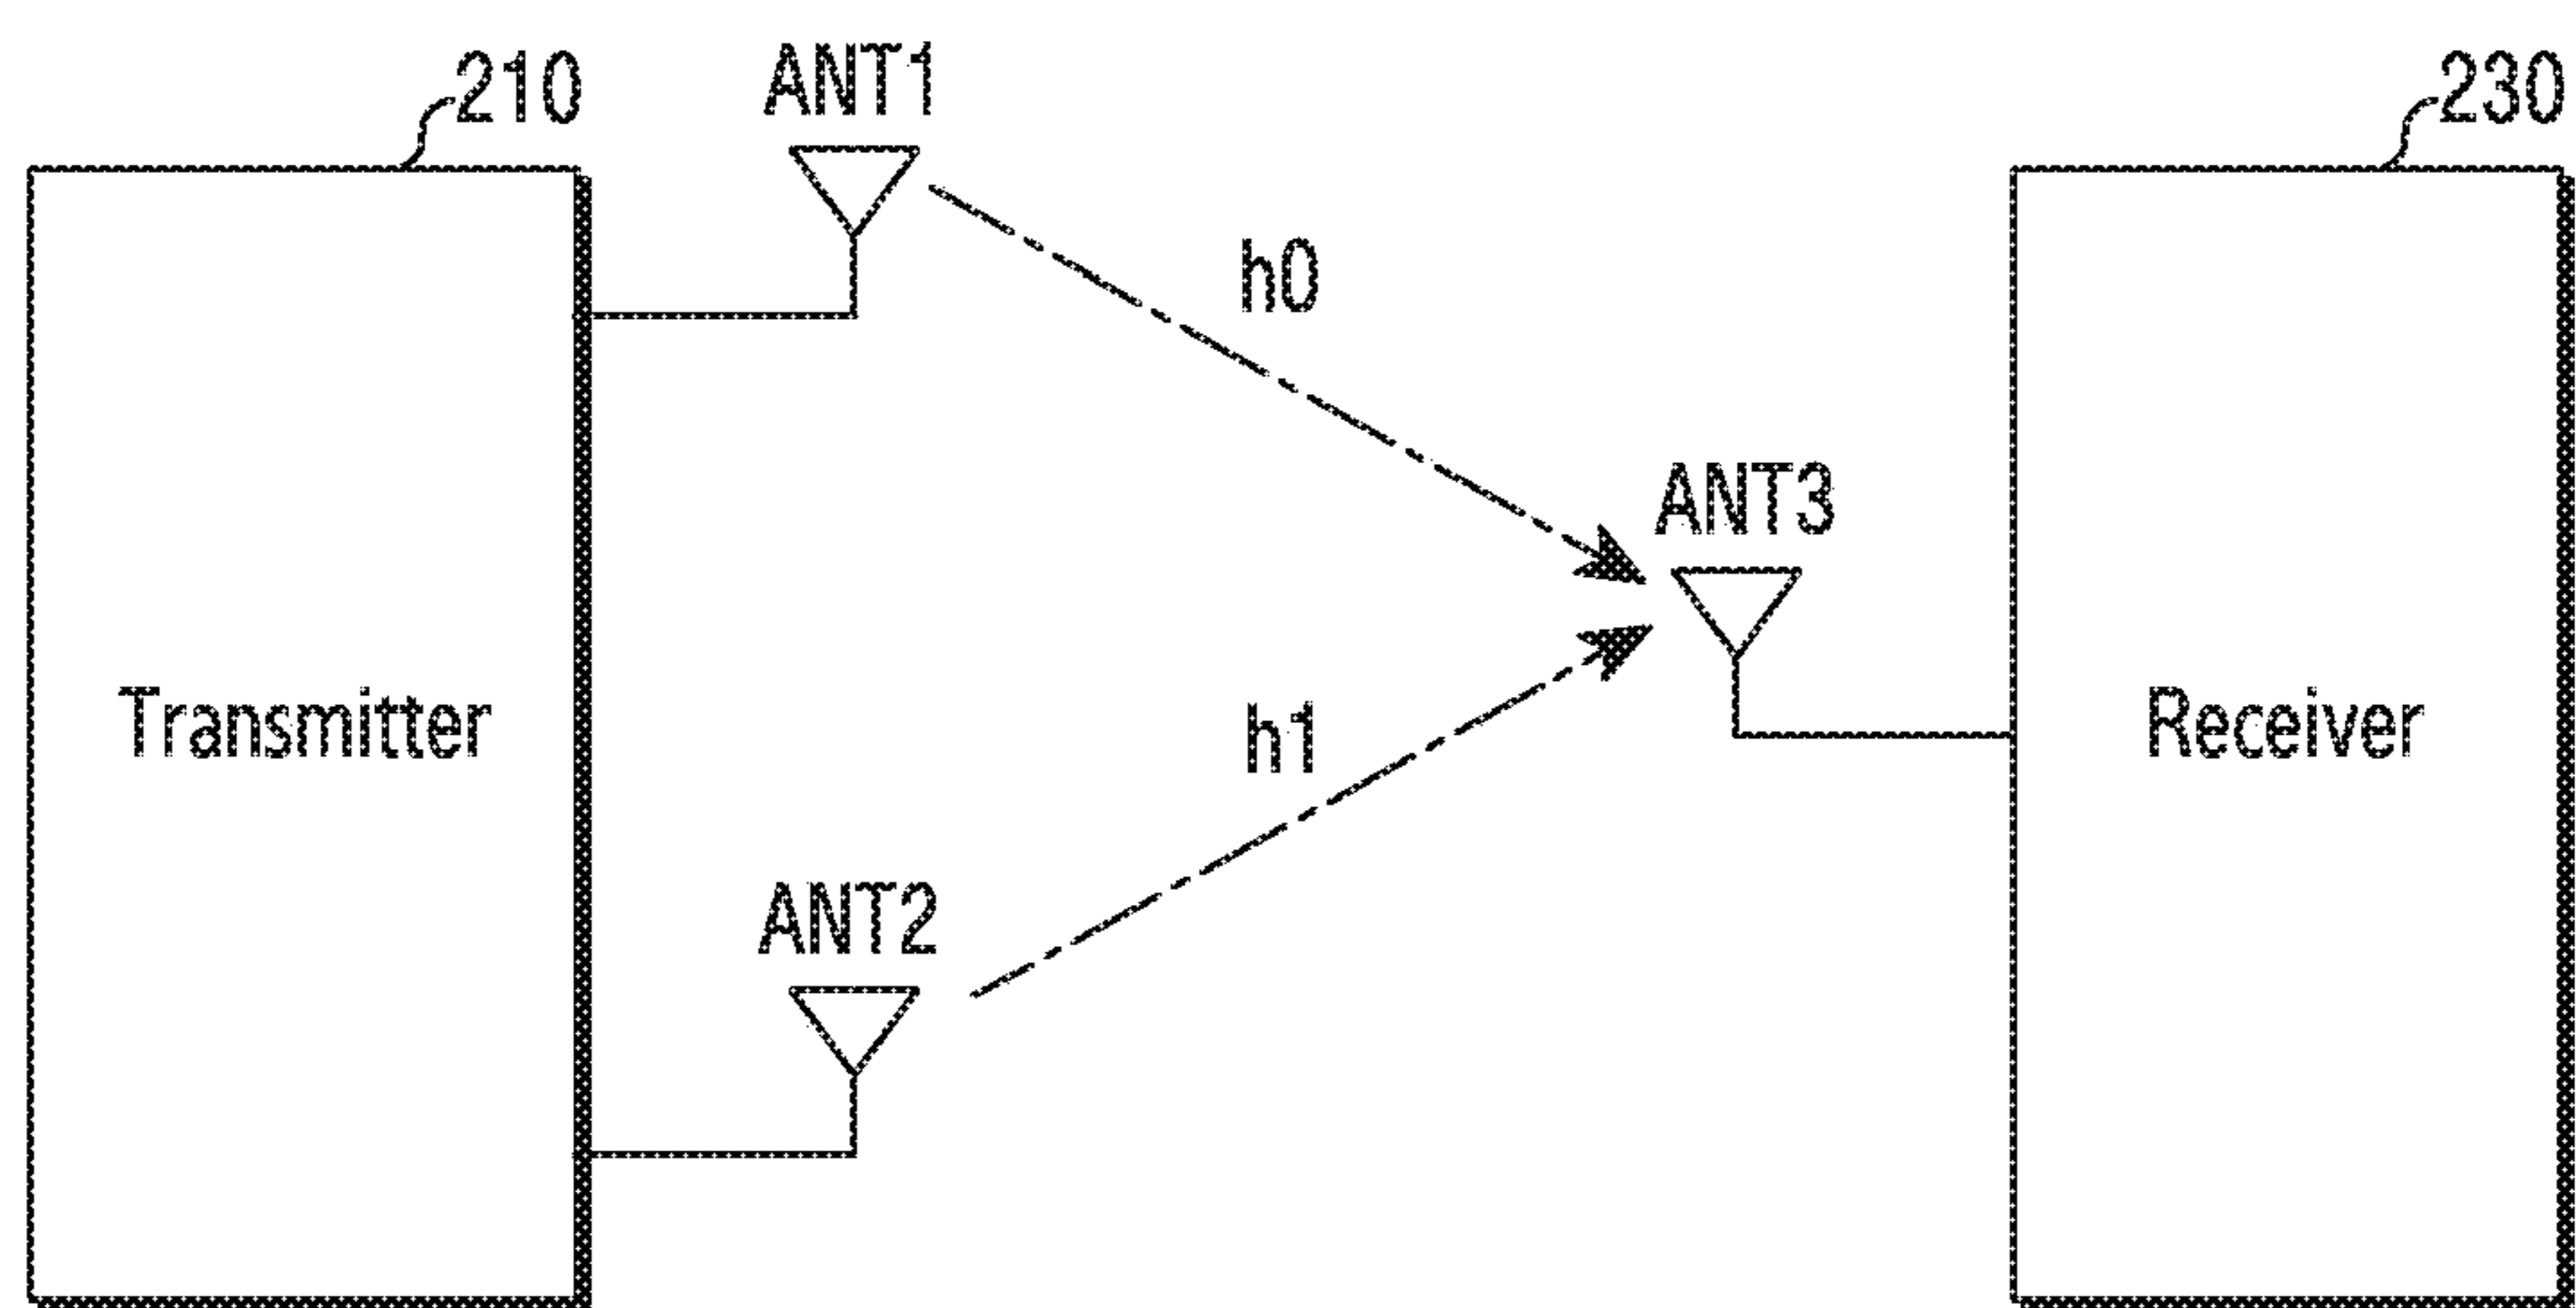 210
ANT1
230
h0
ANT3
Transmitter
h1
Receiver
ANT2